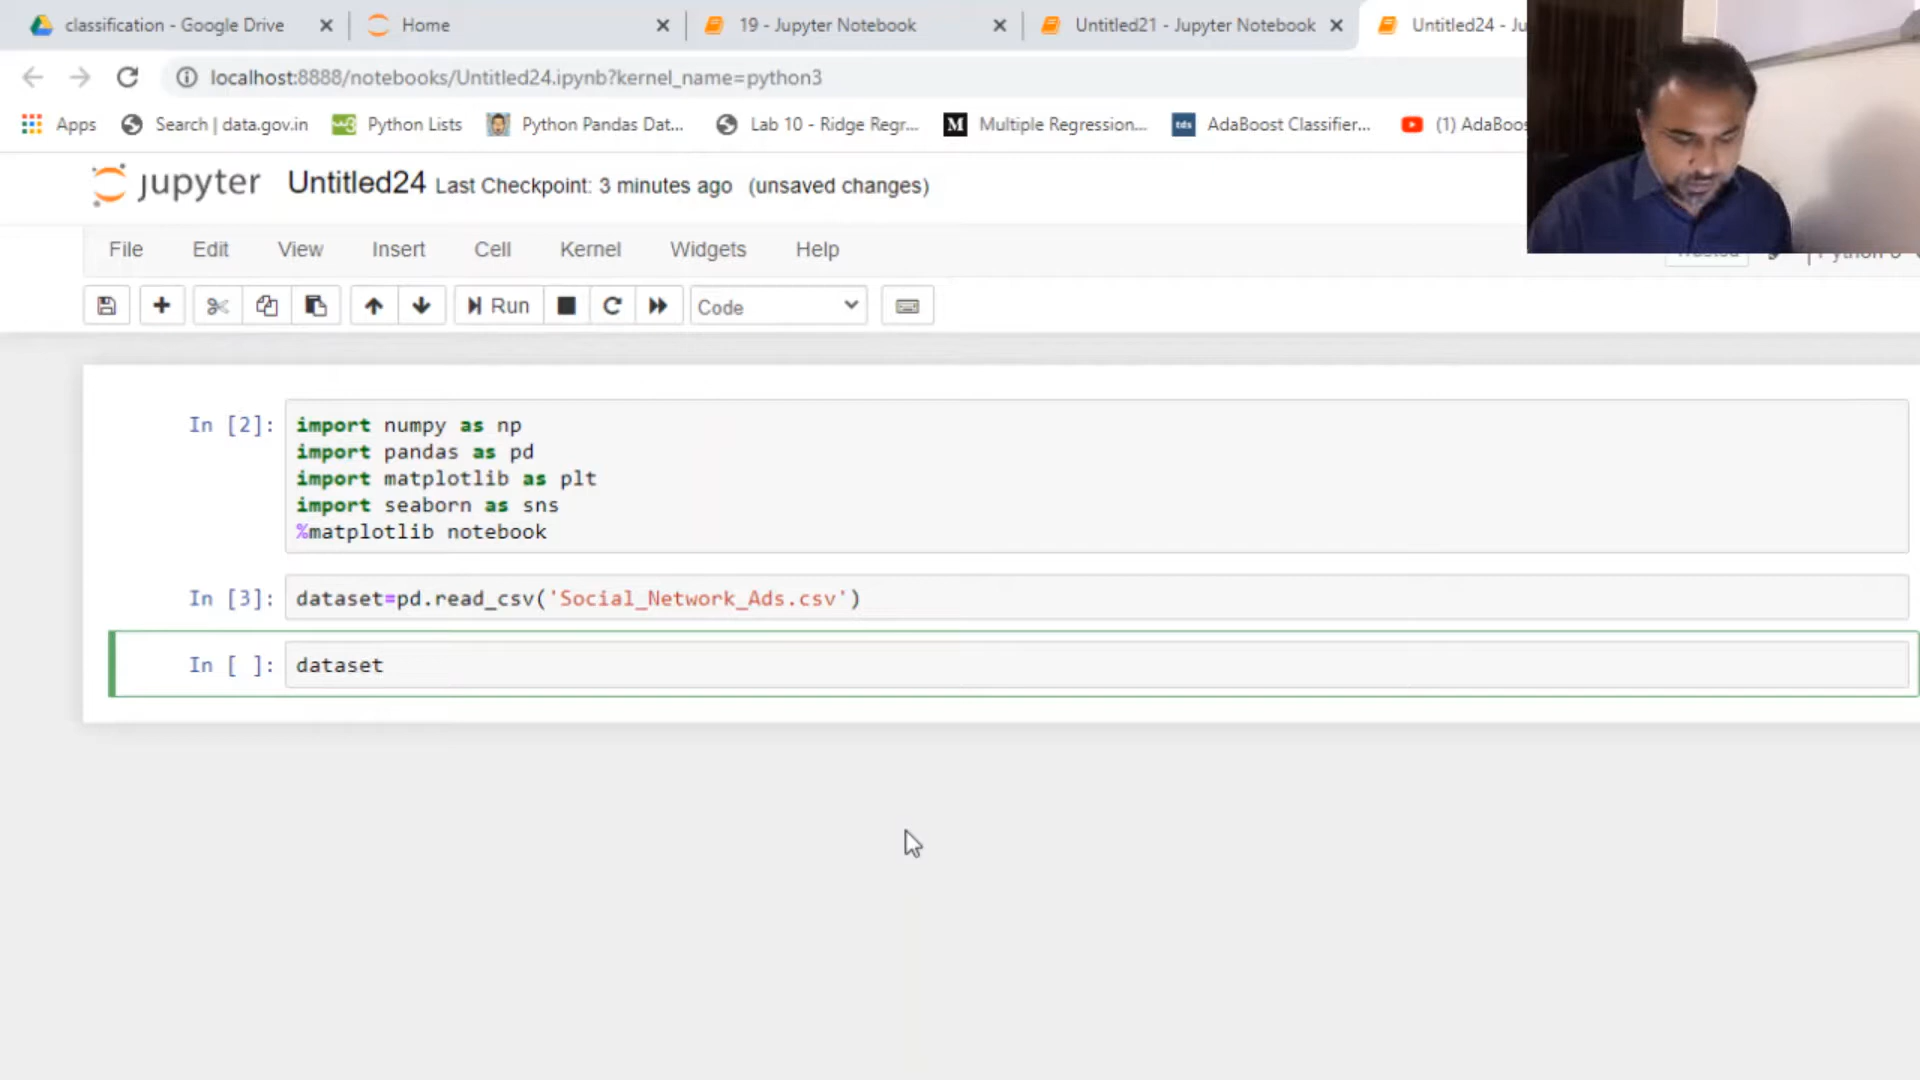 classification - Google Drive
Home
19 - Jupyter Notebook
Untitled21 - Jupyter Notebook
Untitled24 - Ju
localhost:8888/notebooks/Untitled24.ipynb?kernel_name=python3
Apps
Search | data.gov.in
Python Lists
Python Pandas Dat...
Lab 10 - Ridge Regr...
M
Multiple Regression...
tds
AdaBoost Classifier...
(1) AdaBoos
jupyter Untitled24 Last Checkpoint: 3 minutes ago (unsaved changes)
File Edit View Insert Cell Kernel Widgets Help
Run
Code
In [2]:
import numpy as np
import pandas as pd
import matplotlib as plt
import seaborn as sns
%matplotlib notebook
In [3]: dataset=pd.read_csv('Social_Network_Ads.csv')
In [ ]: dataset